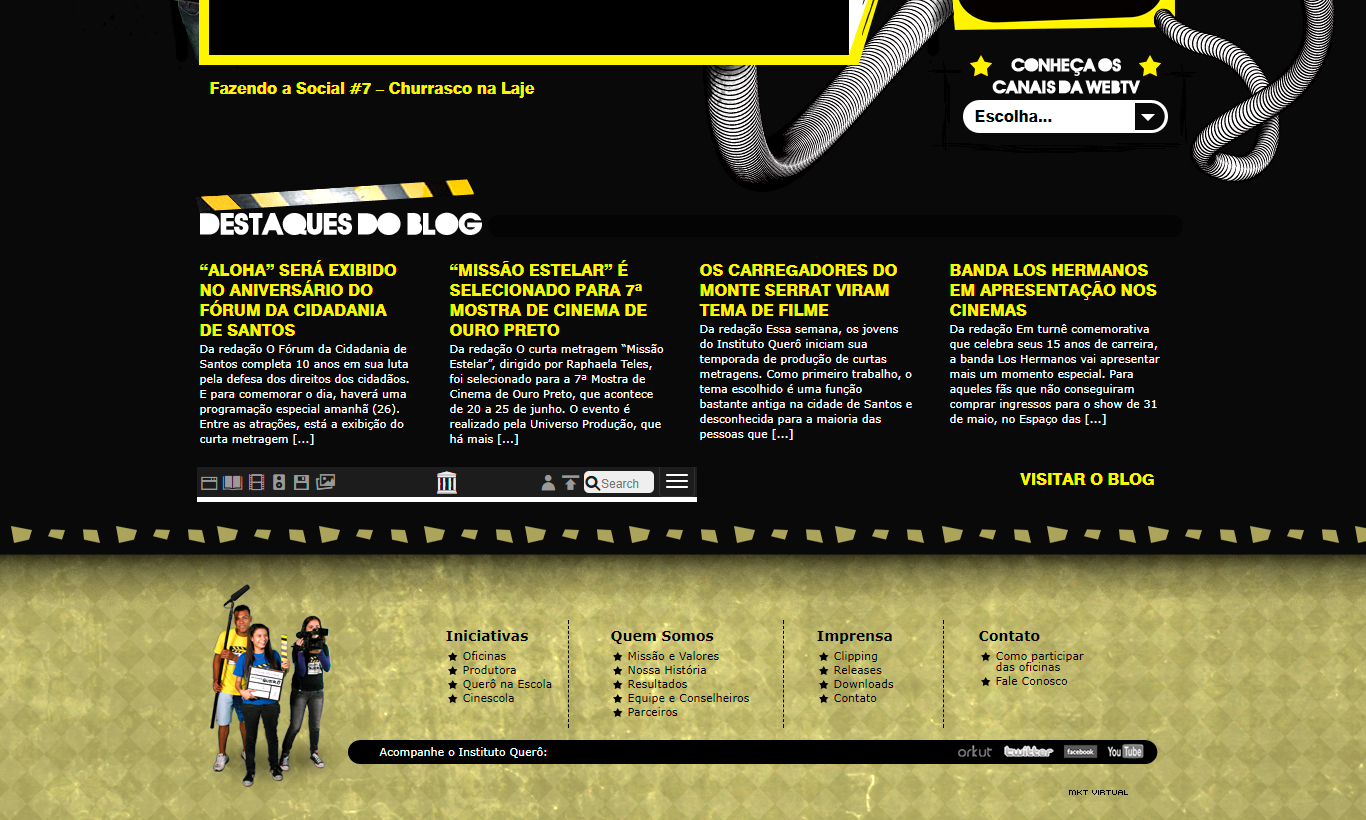 Fazendo a Social #7 – Churrasco na Laje
CONHEÇA OS
CANAIS DA WEBTV
Escolha...
DESTAQUES DO BLOG
“ALOHA” SERÁ EXIBIDO
NO ANIVERSÁRIO DO
FÓRUM DA CIDADANIA
DE SANTOS
Da redação O Fórum da Cidadania de
Santos completa 10 anos em sua luta
pela defesa dos direitos dos cidadãos.
E para comemorar o dia, haverá uma
programação especial amanhã (26).
Entre as atrações, está a exibição do
curta metragem [...]
“MISSÃO ESTELAR” É
SELECIONADO PARA 7ª
MOSTRA DE CINEMA DE
OURO PRETO
Da redação O curta metragem “Missão
Estelar”, dirigido por Raphaela Teles,
foi selecionado para a 7ª Mostra de
Cinema de Ouro Preto, que acontece
de 20 a 25 de junho. O evento é
realizado pela Universo Produção, que
há mais [...]
OS CARREGADORES DO
MONTE SERRAT VIRAM
TEMA DE FILME
Da redação Essa semana, os jovens
do Instituto Querô iniciam sua
temporada de produção de curtas
metragens. Como primeiro trabalho, o
tema escolhido é uma função
bastante antiga na cidade de Santos e
desconhecida para a maioria das
pessoas que [...]
BANDA LOS HERMANOS
EM APRESENTAÇÃO NOS
CINEMAS
Da redação Em turnê comemorativa
que celebra seus 15 anos de carreira,
a banda Los Hermanos vai apresentar
mais um momento especial. Para
aqueles fãs que não conseguiram
comprar ingressos para o show de 31
de maio, no Espaço das [...]
Search
VISITAR O BLOG
Iniciativas
Oficinas
Produtora
Querô na Escola
Cinescola
Quem Somos
Missão e Valores
Nossa História
Resultados
Equipe e Conselheiros
Parceiros
Imprensa
Clipping
Releases
Downloads
Contato
Contato
Como participar
das oficinas
Fale Conosco
QUERÔ
Acompanhe o Instituto Querô:
orkut twitter facebook YouTube
MKT VIRTUAL